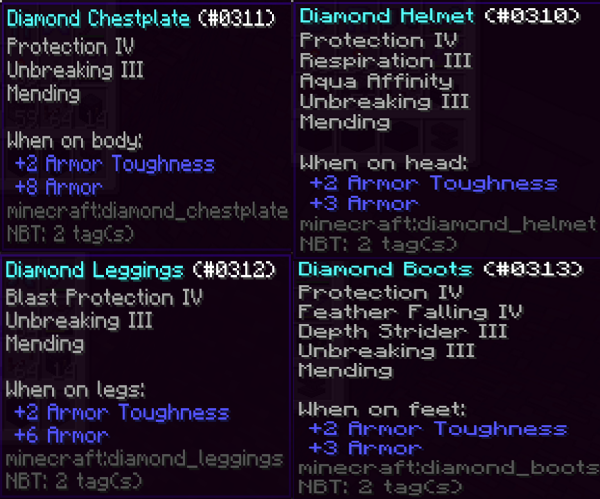 Diamond Chestplate (#0311)
Protection IV
Unbreaking III
Mending
When on body:
+2 Armor Toughness
+8 Armor
minecraft:diamond_chestplate
NBT: 2 tag(s)
Diamond Helmet (#0310)
Protection IV
Respiration III
Aqua Affinity
Unbreaking III
Mending
When on head:
+2 Armor Toughness
+3 Armor
minecraft:diamond_helmet
NBT: 2 tag(s)
Diamond Leggings (#0312)
Blast Protection IV
Unbreaking III
Mending
When on legs:
+2 Armor Toughness
+6 Armor
minecraft:diamond_leggings
NBT: 2 tag(s)
Diamond Boots (#0313)
Protection IV
Feather Falling IV
Depth Strider III
Unbreaking III
Mending
When on feet:
+2 Armor Toughness
+3 Armor
minecraft:diamond_boots
NBT: 2 tag(s)